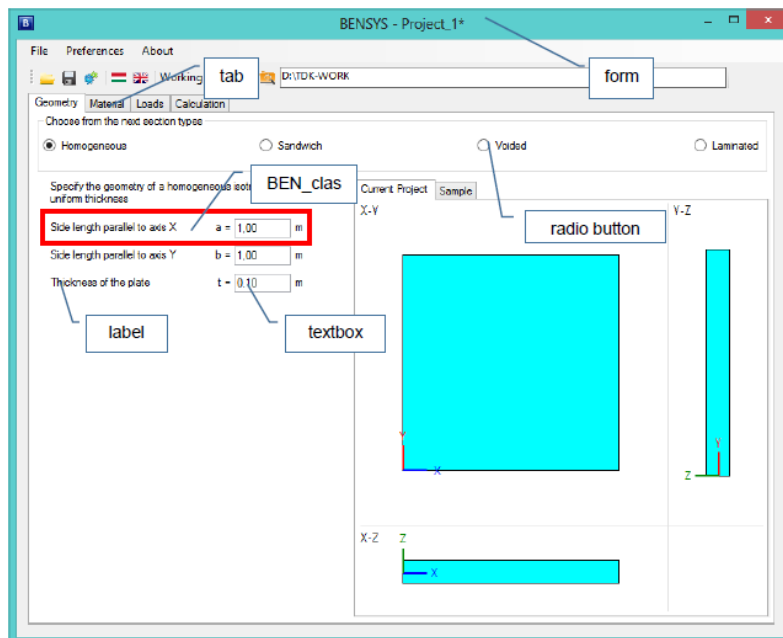 B BENSYS - Project_1*
File Preferences About
Working D:\TDK-WORK
tab
form
Geometry Material Loads Calculation
Choose from the next section types
Homogeneous Sandwich Voided Laminated
Specify the geometry of a homogeneous
uniform thickness
BEN_clas
Current Project Sample
Side length parallel to axis X a = 1,00 m
Side length parallel to axis Y b = 1,00 m
Thickness of the plate t = 0.10 m
label
textbox
radio button
X-Y
Y-Z
Y
X
Y
Z
X-Z
Z
X